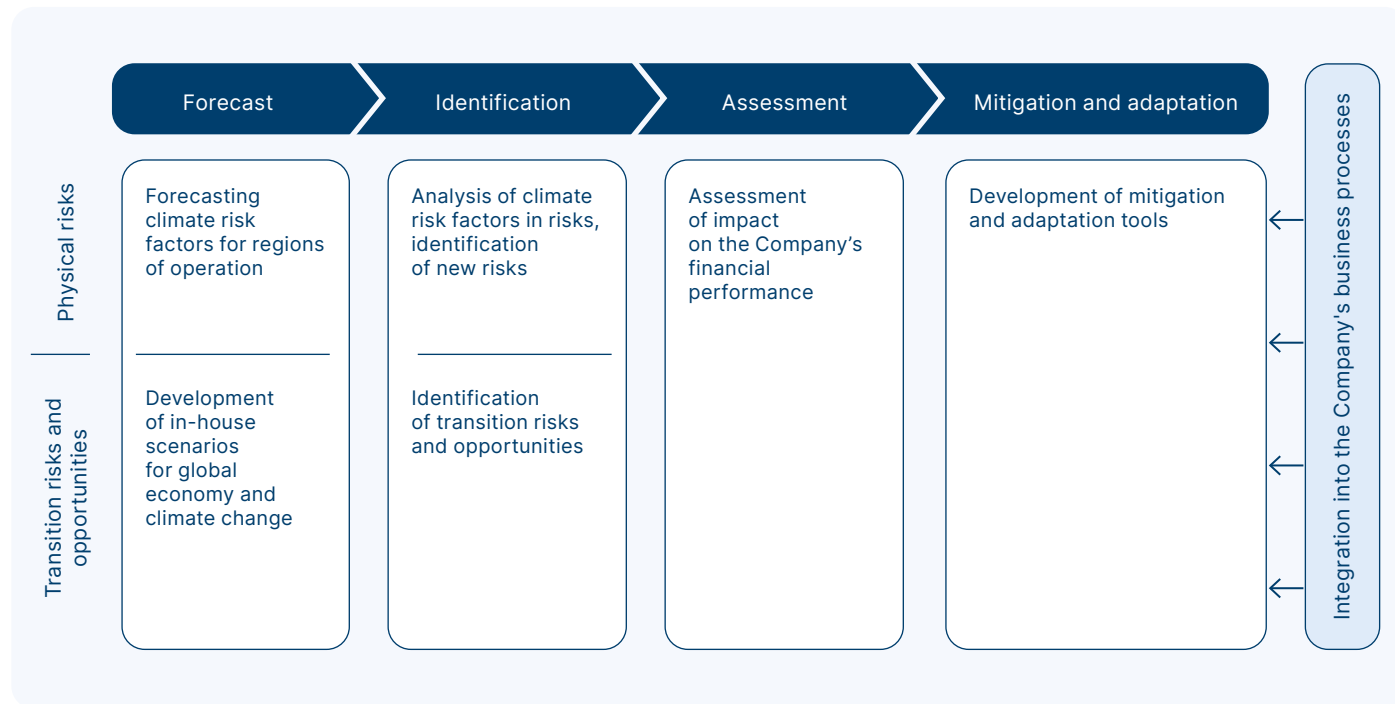 Forecast
Identification
Assessment
Mitigation and adaptation
Physical risks
Forecasting
climate risk
factors for regions
of operation
Analysis of climate
risk factors in risks,
identification
of new risks
Assessment
of impact
on the Company’s
financial
performance
Development of mitigation
and adaptation tools
Transition risks and
opportunities
Development
of in-house
scenarios
for global
economy and
climate change
Identification
of transition risks
and opportunities
Integration into the Company's business processes